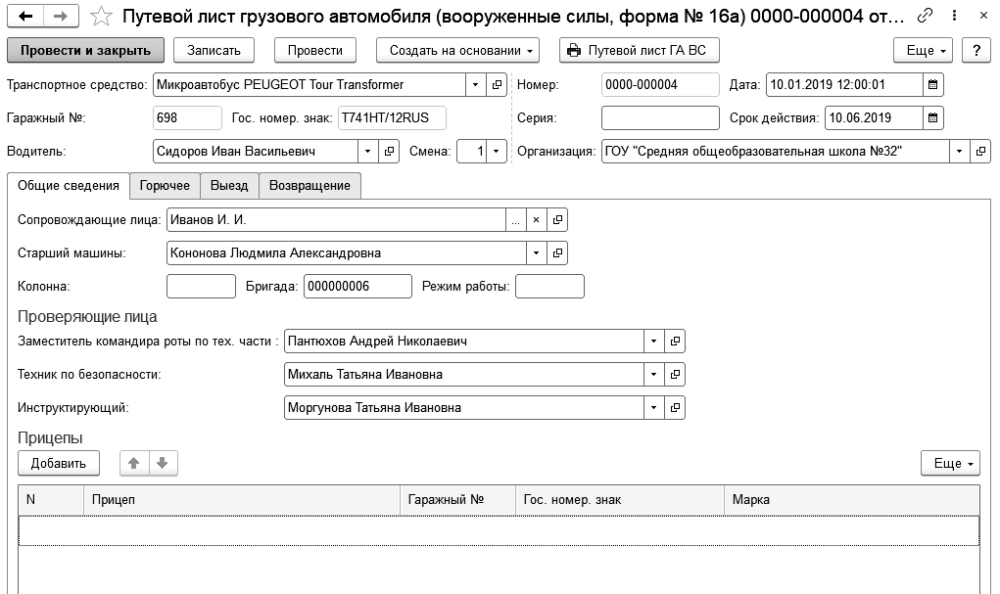 Путевой лист грузового автомобиля (вооруженные силы, форма № 16а) 0000-000004 от...
Провести и закрыть Записать Провести Создать на основании Путевой лист ГА ВС Еще ?
Транспортное средство: Микроавтобус PEUGEOT Tour Transformer Номер: 0000-000004 Дата: 10.01.2019 12:00:01
Гаражный №: 698 Гос. номер. знак: Т741НТ/12RUS Серия: Срок действия: 10.06.2019
Водитель: Сидоров Иван Васильевич Смена: 1 Организация: ГОУ "Средняя общеобразовательная школа №32"
Общие сведения Горючее Выезд Возвращение
Сопровождающие лица: Иванов И. И. ...
Старший машины: Кононова Людмила Александровна
Колонна: Бригада: 000000006 Режим работы:
Проверяющие лица
Заместитель командира роты по тех. части : Пантюхов Андрей Николаевич
Техник по безопасности: Михаль Татьяна Ивановна
Инструктирующий: Моргунова Татьяна Ивановна
Прицепы
Добавить Еще
N Прицеп Гаражный № Гос. номер. знак Марка